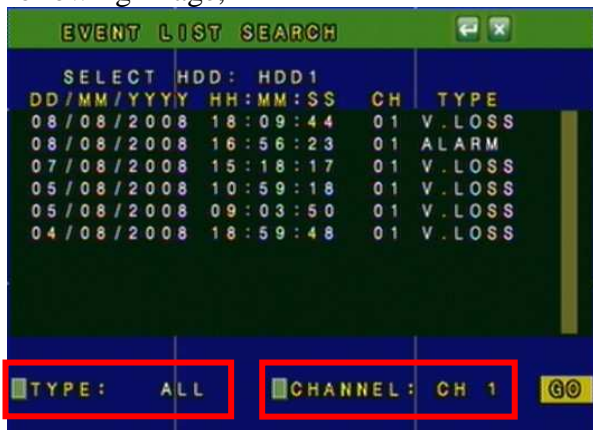 EVENT LIST SEARCH
SELECT HDD: HDD1
DD/MM/YYYY HH:MM:SS CH TYPE
08/08/2008 18:09:44 01 V.LOSS
08/08/2008 16:56:23 01 ALARM
07/08/2008 15:18:17 01 V.LOSS
05/08/2008 10:59:18 01 V.LOSS
05/08/2008 09:03:50 01 V.LOSS
04/08/2008 18:59:48 01 V.LOSS
TYPE: ALL CHANNEL: CH 1 GO